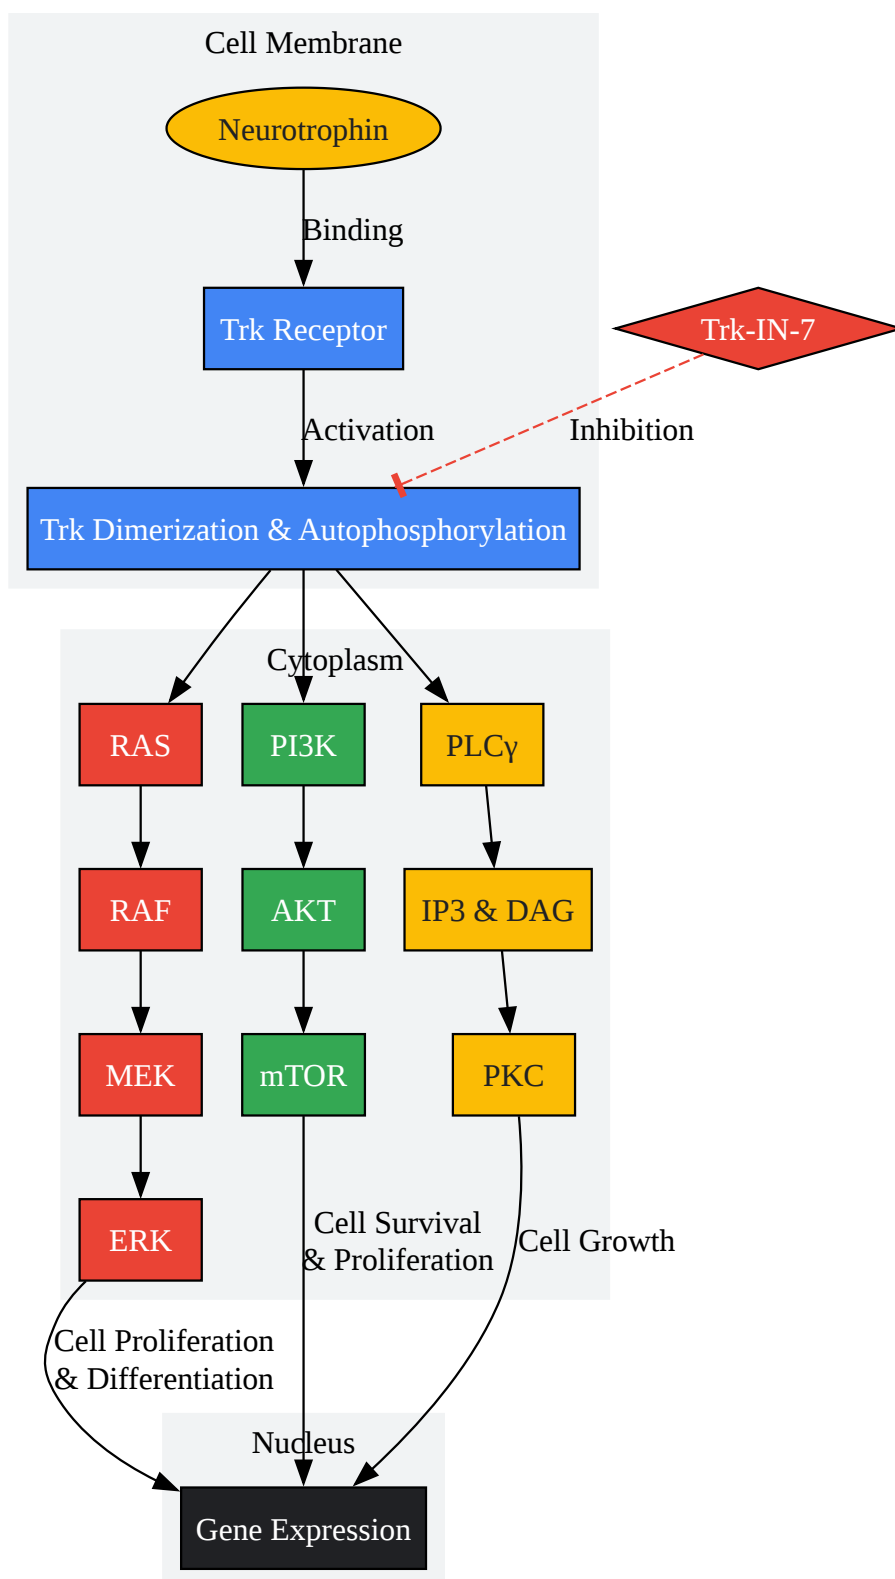 Cell Membrane
Neurotrophin
Binding
Trk Receptor
Trk-IN-7
Activation
Inhibition
Trk Dimerization & Autophosphorylation
Cytoplasm
RAS
PI3K
PLCγ
RAF
AKT
IP3 & DAG
MEK
mTOR
PKC
ERK
Cell Survival
& Proliferation
Cell Growth
Cell Proliferation
& Differentiation
Nucleus
Gene Expression